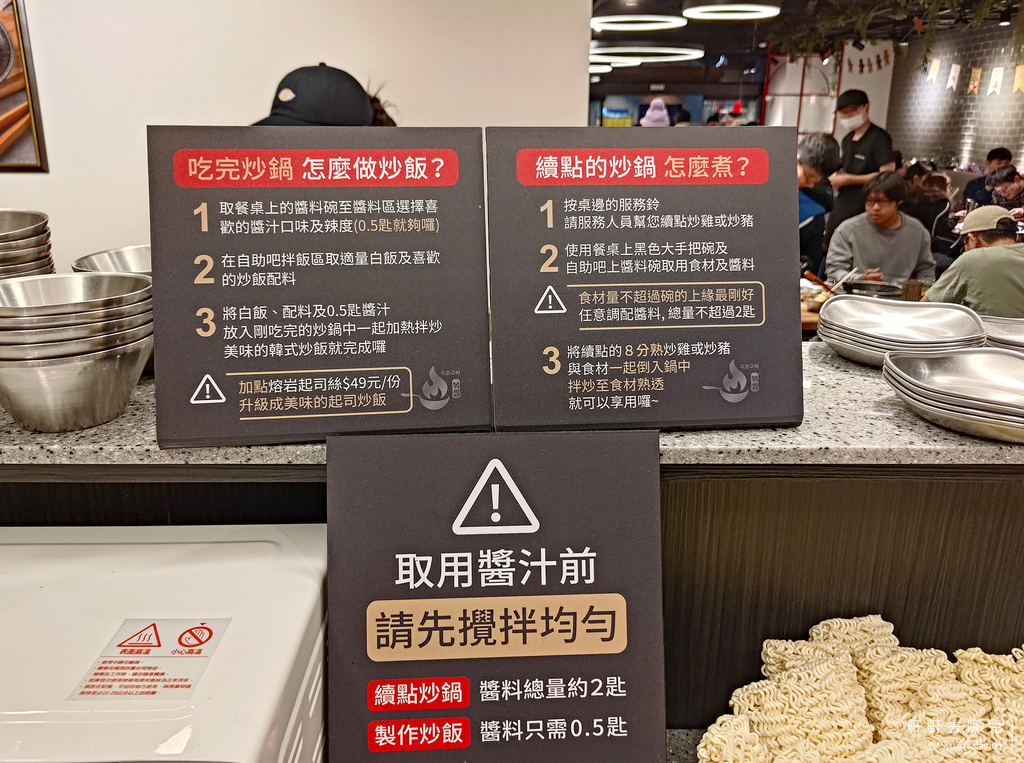 吃完炒鍋 怎麼做炒飯？
1 取餐桌上的醬料碗至醬料區選擇喜
歡的醬汁口味及辣度(0.5匙就夠囉)
2 在自助吧拌飯區取適量白飯及喜歡
的炒飯配料
3 將白飯、配料及0.5匙醬汁
放入剛吃完的炒鍋中一起加熱拌炒
美味的韓式炒飯就完成囉
加點熔岩起司絲$49元/份
升級成美味的起司炒飯
續點的炒鍋 怎麼煮？
1 按桌邊的服務鈴
請服務人員幫您續點炒雞或炒豬
2 使用餐桌上黑色大手把碗及
自助吧上醬料碗取用食材及醬料
食材量不超過碗的上緣最剛好
任意調配醬料, 總量不超過2匙
3 將續點的８分熟炒雞或炒豬
與食材一起倒入鍋中
拌炒至食材熟透
就可以享用囉~
取用醬汁前
請先攪拌均勻
續點炒鍋 醬料總量約2匙
製作炒飯 醬料只需0.5匙
表面高溫 小心高溫
軒軒去哪兒